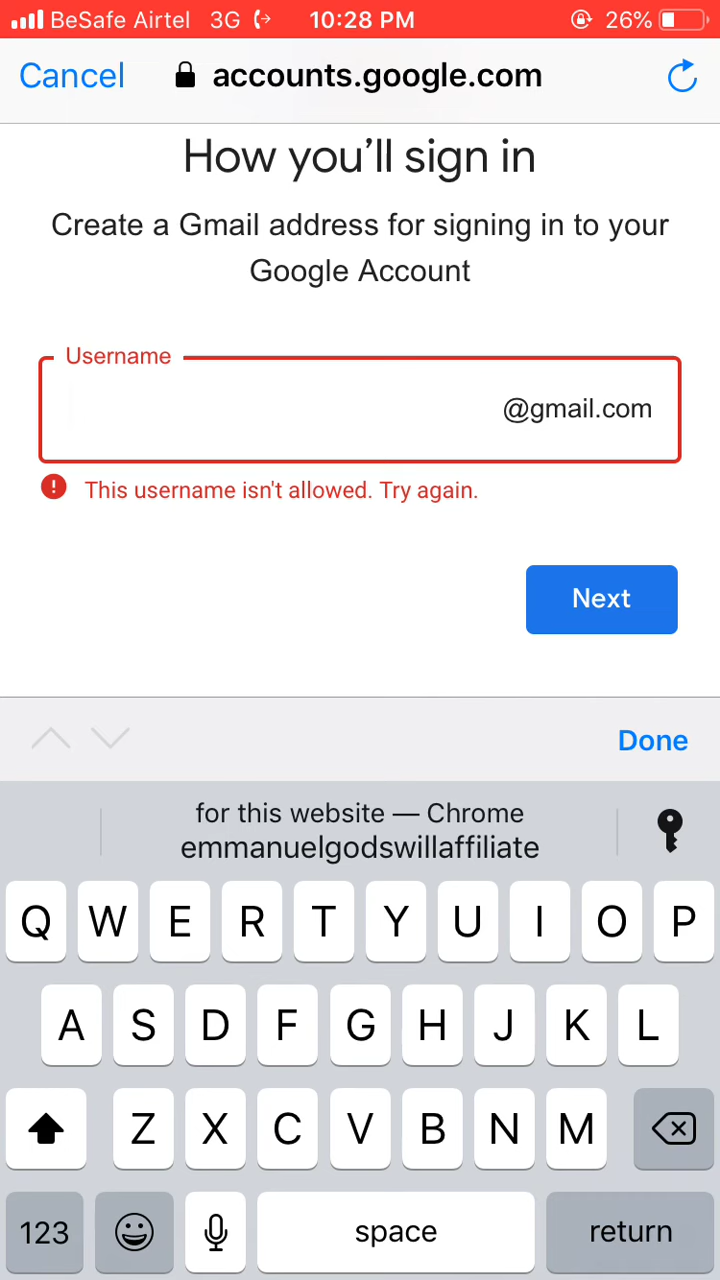 BeSafe Airtel 3G 10:28 PM 26%
Cancel accounts.google.com
How you’ll sign in
Create a Gmail address for signing in to your
Google Account
Username
@gmail.com
This username isn't allowed. Try again.
Next
Done
for this website — Chrome
emmanuelgodswillaffiliate
Q W E R T Y U I O P
A S D F G H J K L
Z X C V B N M
123 space return